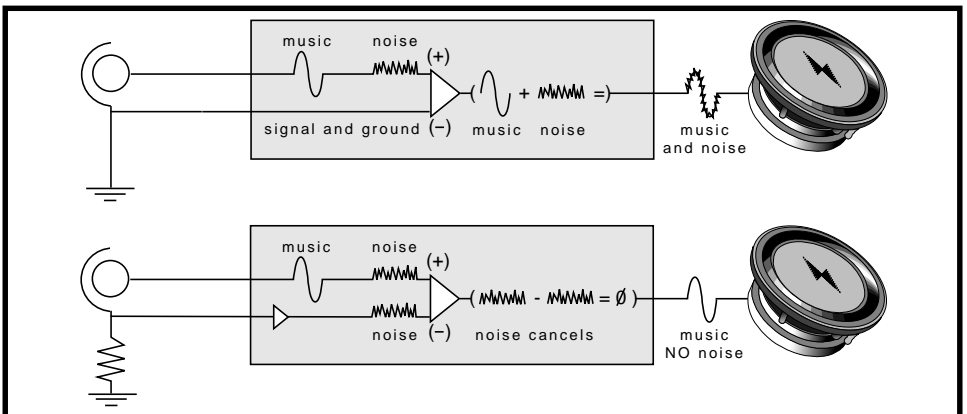 music noise
(+)
( + =)
signal and ground (−) music noise
music
and noise
music noise
(+)
( - = Ø )
noise (−) noise cancels
music
NO noise